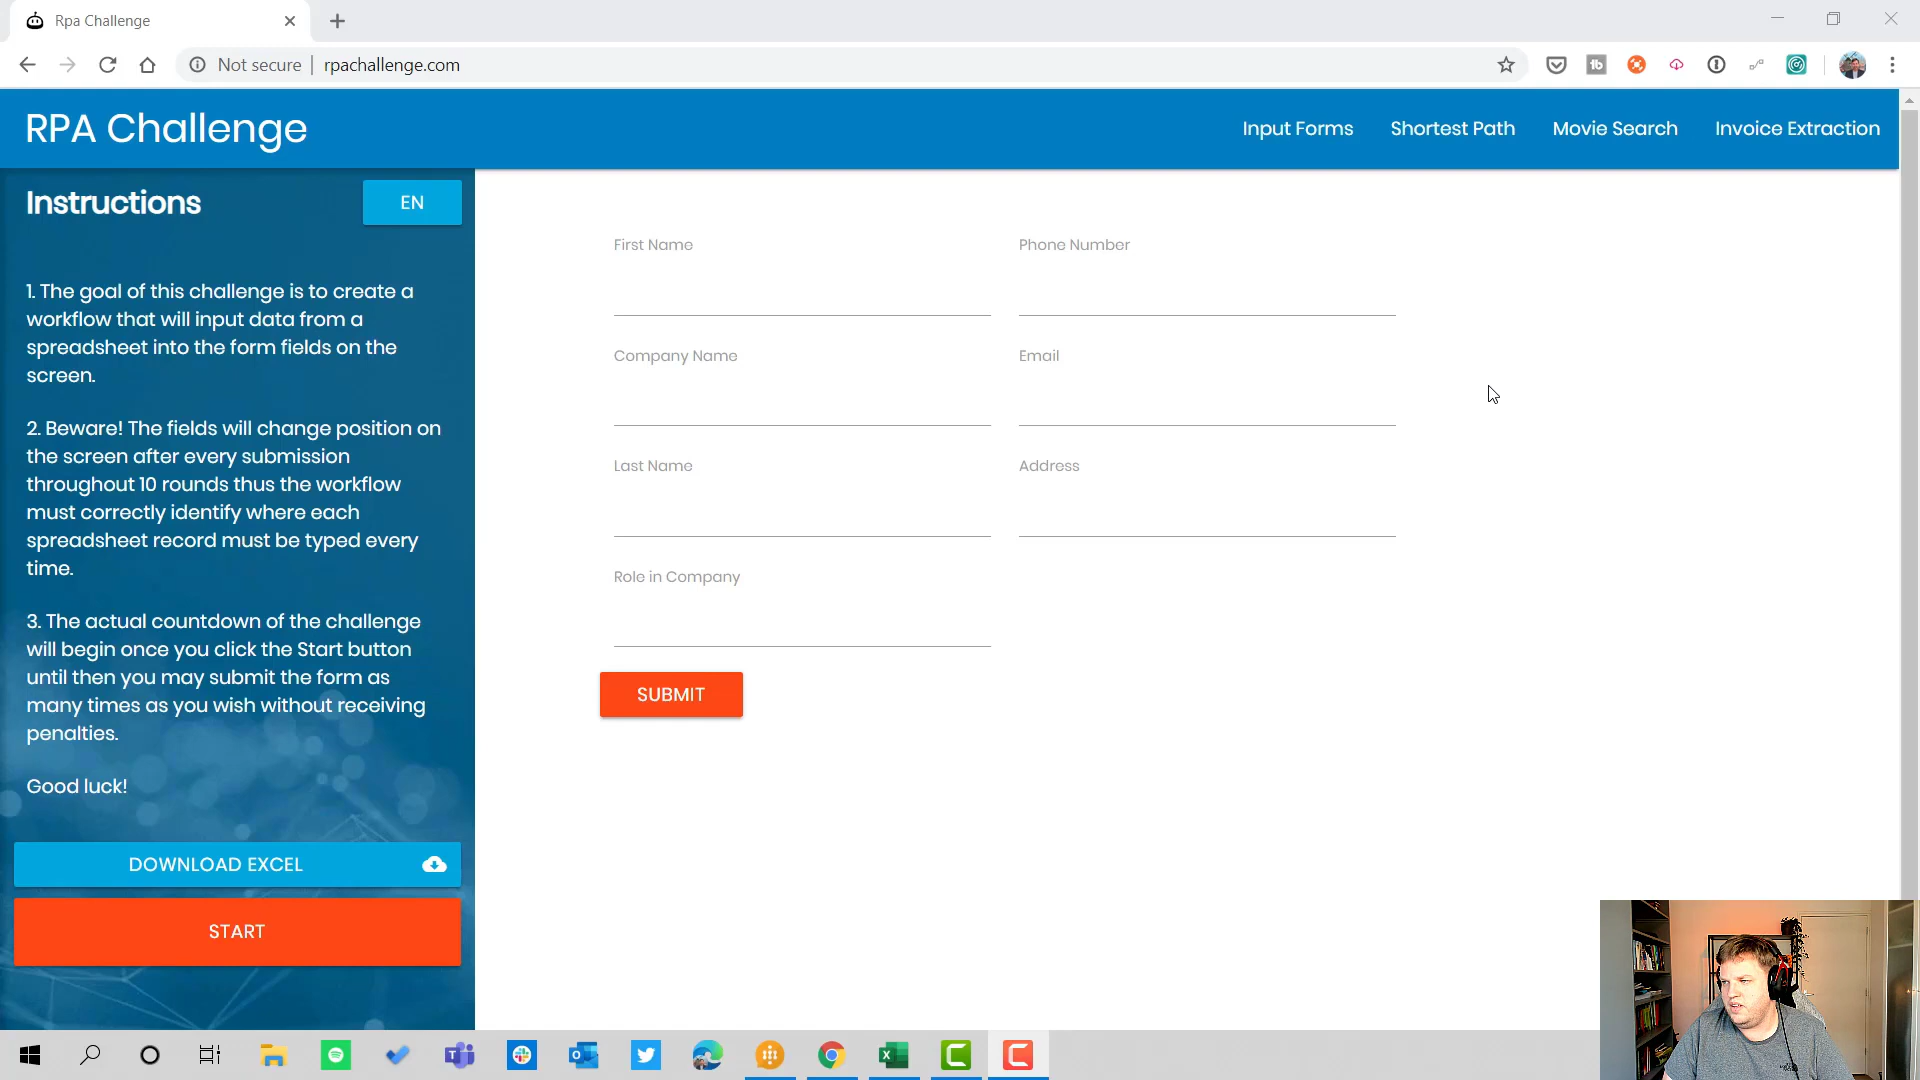 Rpa Challenge
Not secure
rpachallenge.com
RPA Challenge
Input Forms
Shortest Path
Movie Search
Invoice Extraction
Instructions
EN
1. The goal of this challenge is to create a
workflow that will input data from a
spreadsheet into the form fields on the
screen.
2. Beware! The fields will change position on
the screen after every submission
throughout 10 rounds thus the workflow
must correctly identify where each
spreadsheet record must be typed every
time.
3. The actual countdown of the challenge
will begin once you click the Start button
until then you may submit the form as
many times as you wish without receiving
penalties.
Good luck!
DOWNLOAD EXCEL
START
First Name
Phone Number
Company Name
Email
Last Name
Address
Role in Company
SUBMIT